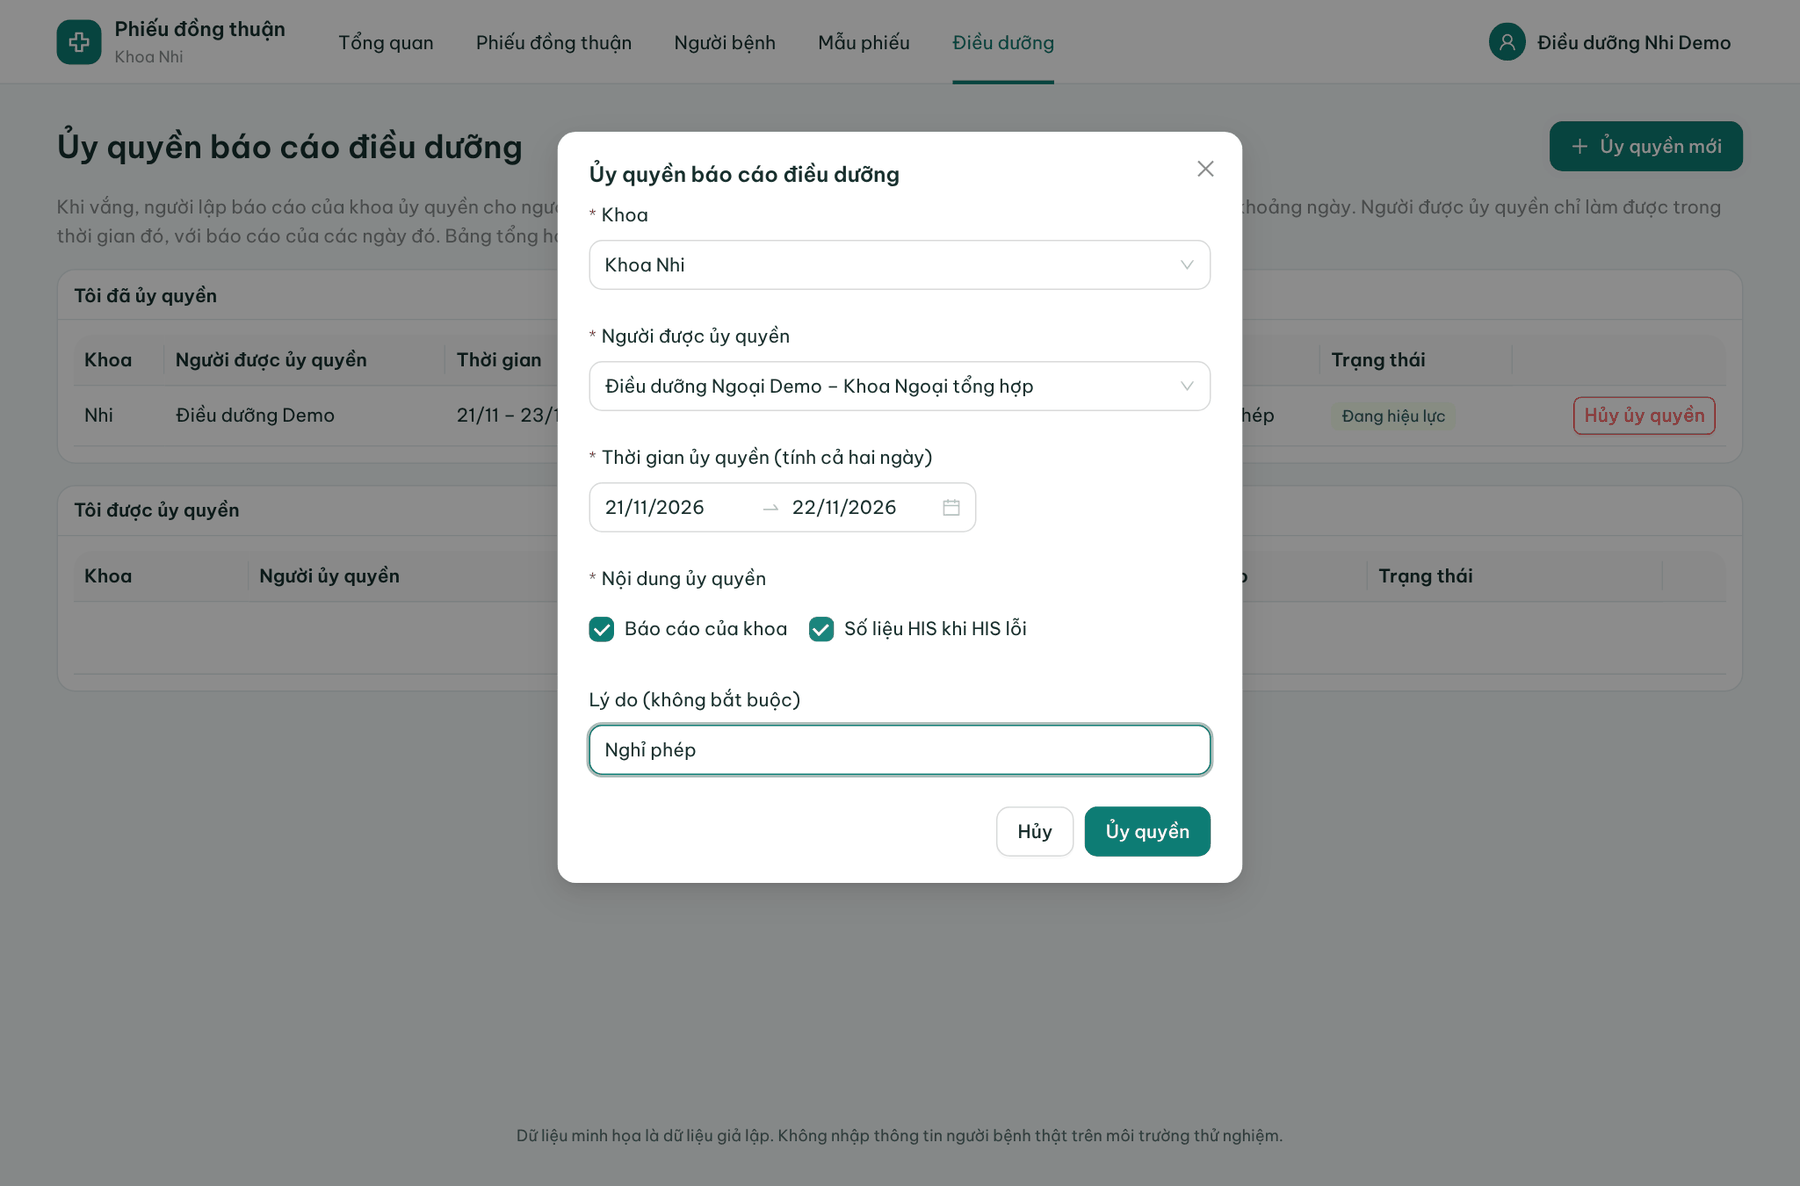 Phiếu đồng thuận
Khoa Nhi
Tổng quan
Phiếu đồng thuận
Người bệnh
Mẫu phiếu
Điều dưỡng
Điều dưỡng Nhi Demo
Ủy quyền báo cáo điều dưỡng
+ Ủy quyền mới
Khi vắng, người lập báo cáo của khoa ủy quyền cho
khoảng ngày. Người được ủy quyền chỉ làm được trong
thời gian đó, với báo cáo của các ngày đó. Bảng tổng
Tôi đã ủy quyền
Khoa
Người được ủy quyền
Thời gian
Trạng thái
Nhi
Điều dưỡng Demo
21/11 – 23/1
Đang hiệu lực
Hủy ủy quyền
Tôi được ủy quyền
Khoa
Người ủy quyền
Trạng thái
Ủy quyền báo cáo điều dưỡng
* Khoa
Khoa Nhi
* Người được ủy quyền
Điều dưỡng Ngoại Demo – Khoa Ngoại tổng hợp
* Thời gian ủy quyền (tính cả hai ngày)
21/11/2026 → 22/11/2026
* Nội dung ủy quyền
Báo cáo của khoa
Số liệu HIS khi HIS lỗi
Lý do (không bắt buộc)
Nghỉ phép
Hủy
Ủy quyền
Dữ liệu minh họa là dữ liệu giả lập. Không nhập thông tin người bệnh thật trên môi trường thử nghiệm.